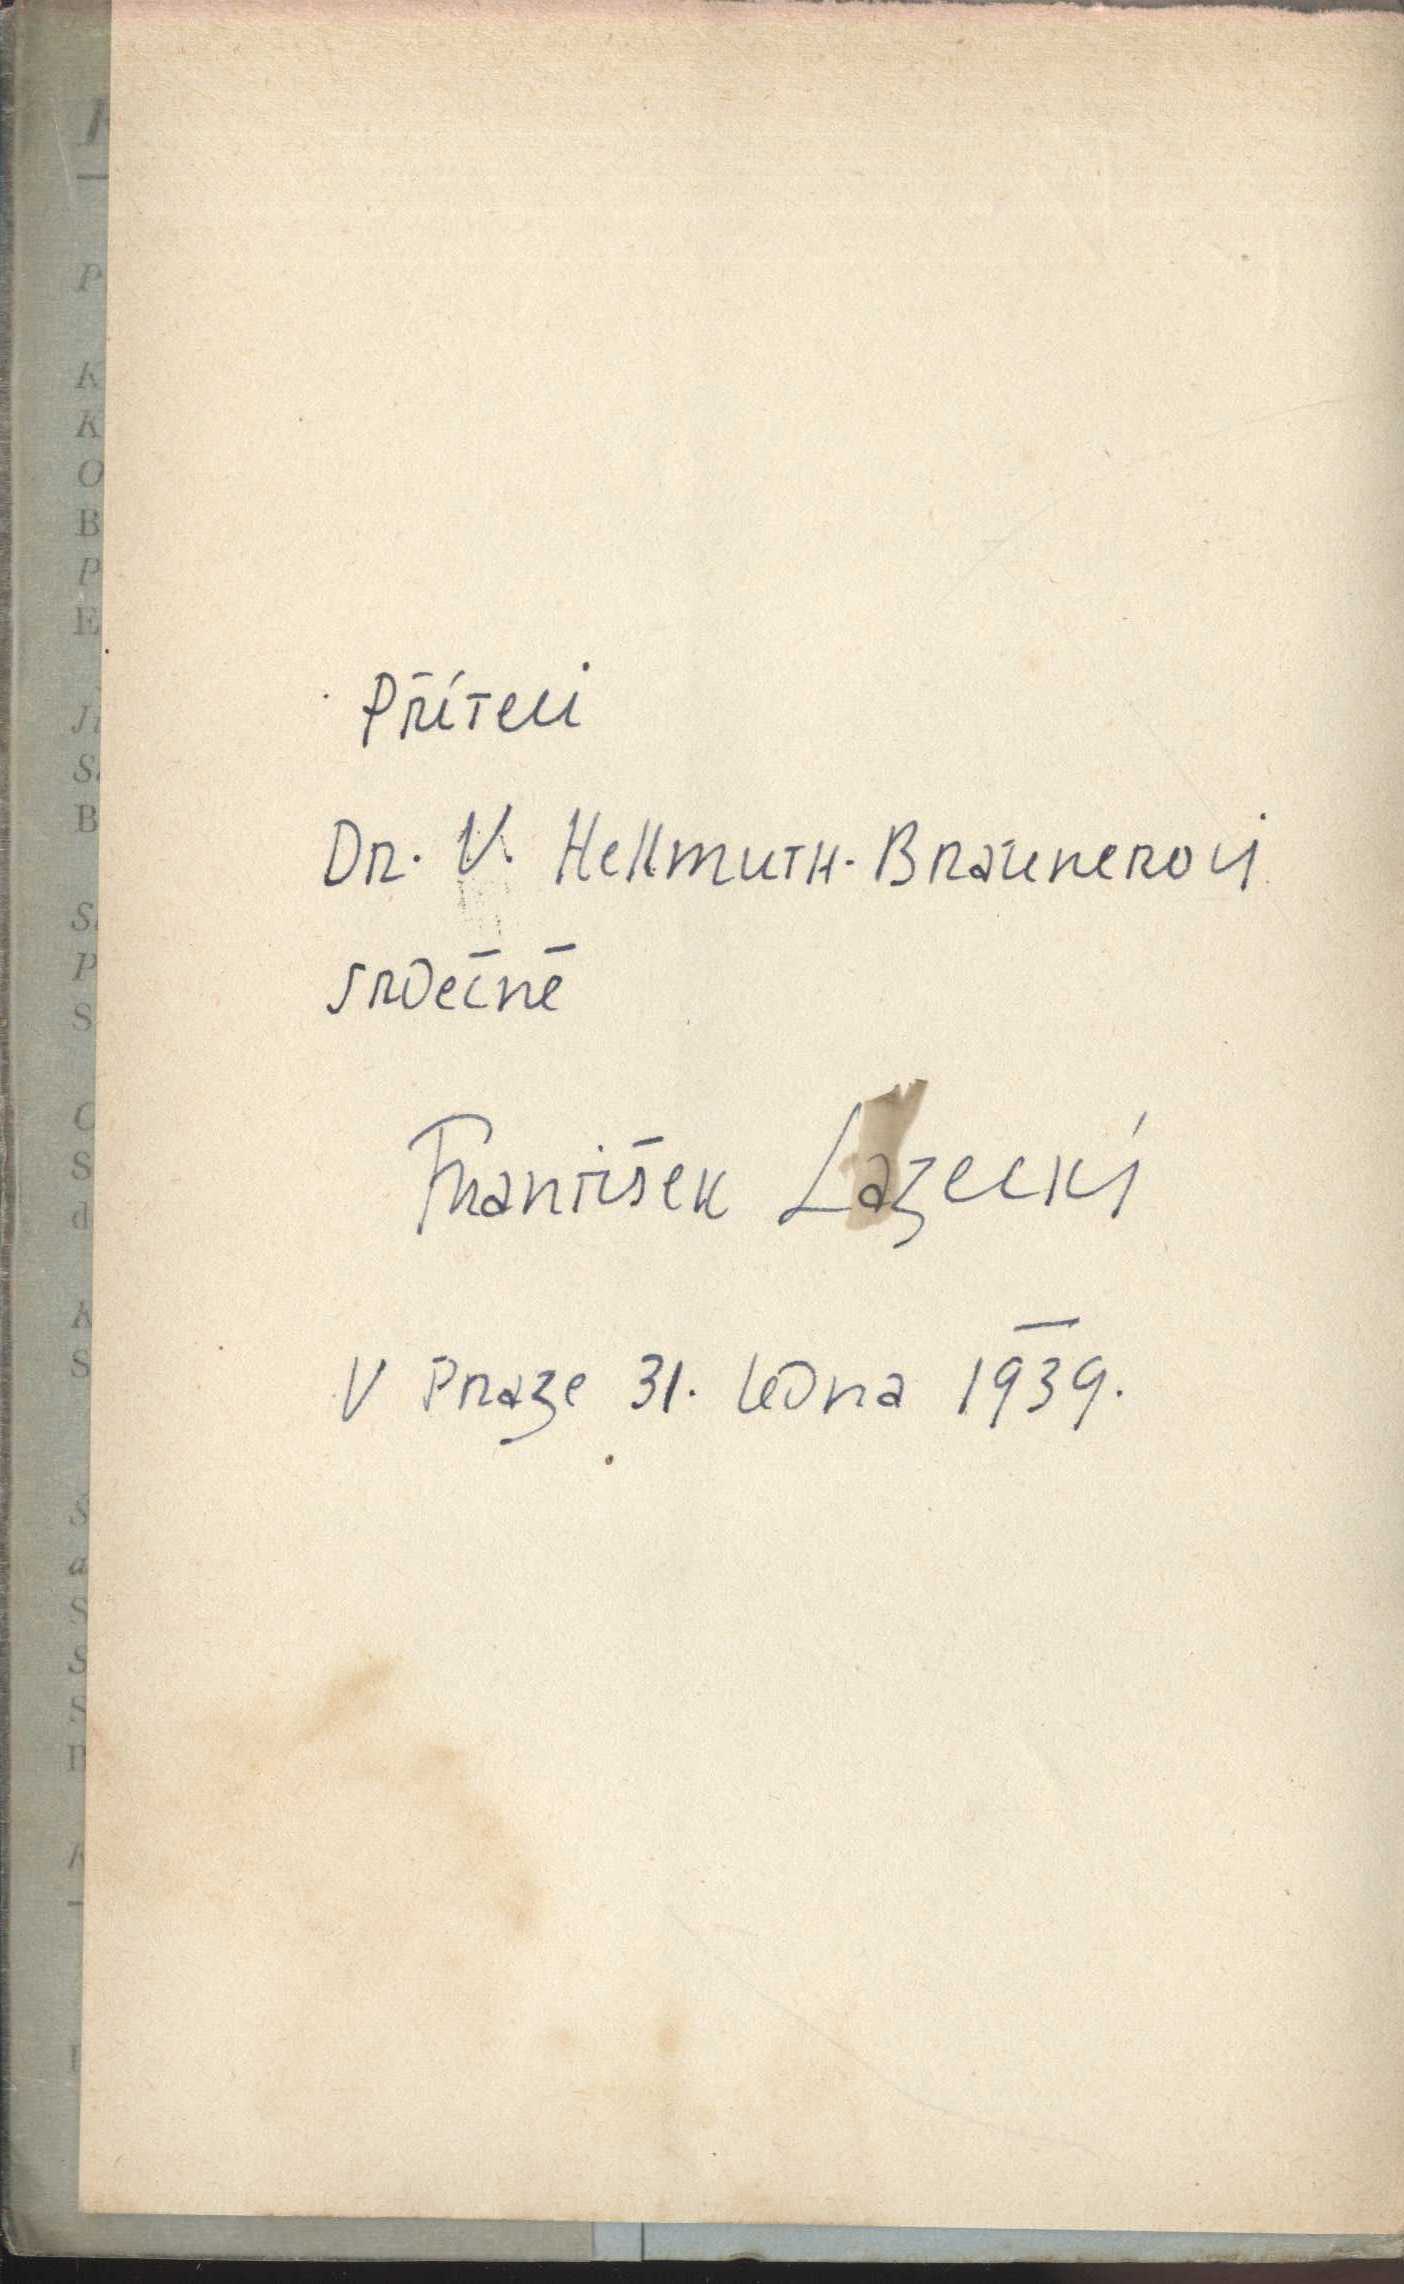 Příteli
Dr. V. Hellmuth-Braunerovi
srdečně
František Lazecký
V Praze 31. ledna 1939.